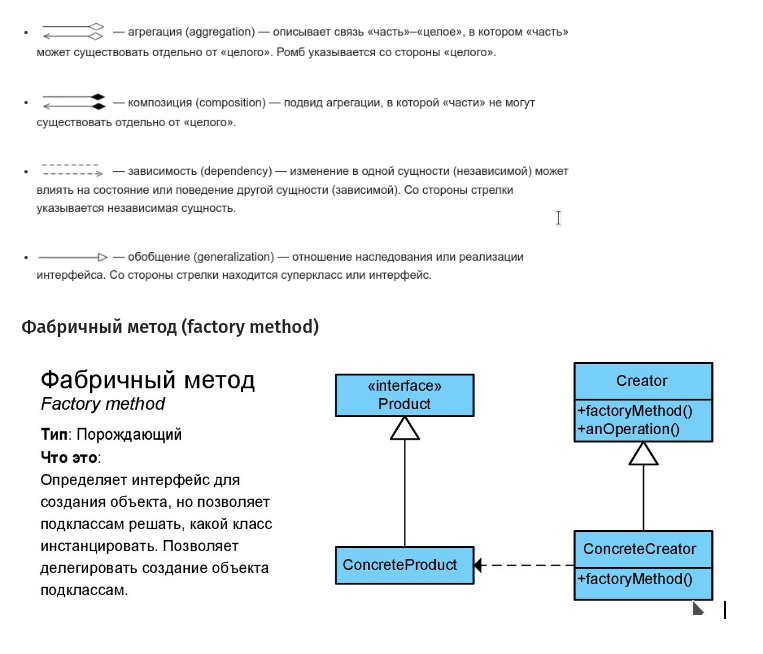 — агрегация (aggregation) — описывает связь «часть»–«целое», в котором «часть»
может существовать отдельно от «целого». Ромб указывается со стороны «целого».
— композиция (composition) — подвид агрегации, в которой «части» не могут
существовать отдельно от «целого».
— зависимость (dependency) — изменение в одной сущности (независимой) может
влиять на состояние или поведение другой сущности (зависимой). Со стороны стрелки
указывается независимая сущность.
— обобщение (generalization) — отношение наследования или реализации
интерфейса. Со стороны стрелки находится суперкласс или интерфейс.
Фабричный метод (factory method)
Фабричный метод
Factory method
Тип: Порождающий
Что это:
Определяет интерфейс для
создания объекта, но позволяет
подклассам решать, какой класс
инстанцировать. Позволяет
делегировать создание объекта
подклассам.
«interface»
Product
Creator
+factoryMethod()
+anOperation()
ConcreteProduct
ConcreteCreator
+factoryMethod()